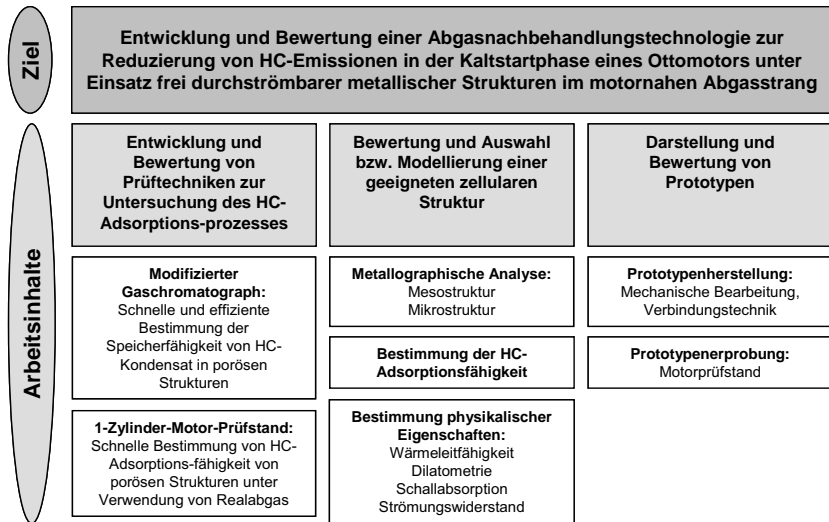 Ziel
Entwicklung und Bewertung einer Abgasnachbehandlungstechnologie zur
Reduzierung von HC-Emissionen in der Kaltstartphase eines Ottomotors unter
Einsatz frei durchströmbarer metallischer Strukturen im motornahen Abgasstrang
Arbeitsinhalte
Entwicklung und
Bewertung von
Prüftechniken zur
Untersuchung des HC-
Adsorptions-prozesses
Modifizierter
Gaschromatograph:
Schnelle und effiziente
Bestimmung der
Speicherfähigkeit von HC-
Kondensat in porösen
Strukturen
1-Zylinder-Motor-Prüfstand:
Schnelle Bestimmung von HC-
Adsorptions-fähigkeit von
porösen Strukturen unter
Verwendung von Realabgas
Bewertung und Auswahl
bzw. Modellierung einer
geeigneten zellularen
Struktur
Metallographische Analyse:
Mesostruktur
Mikrostruktur
Bestimmung der HC-
Adsorptionsfähigkeit
Bestimmung physikalischer
Eigenschaften:
Wärmeleitfähigkeit
Dilatometrie
Schallabsorption
Strömungswiderstand
Darstellung und
Bewertung von
Prototypen
Prototypenherstellung:
Mechanische Bearbeitung,
Verbindungstechnik
Prototypenerprobung:
Motorprüfstand